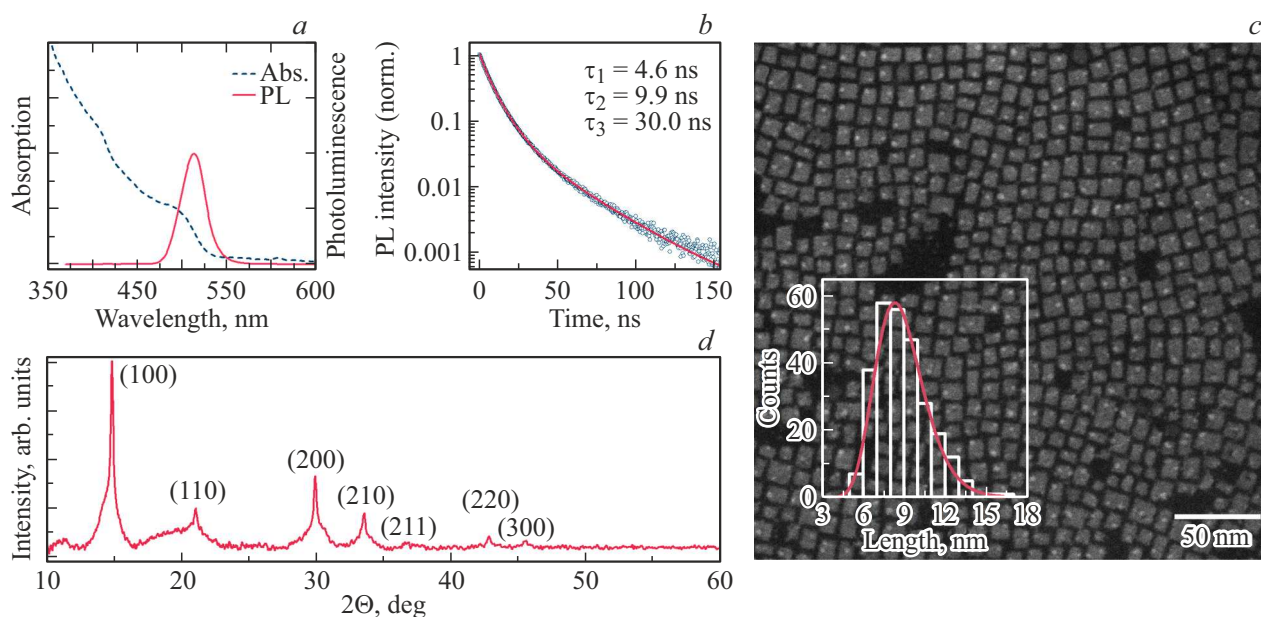 a
Absorption
Photoluminescence
Abs.
PL
350
450
550
600
Wavelength, nm
b
PL intensity (norm.)
1
0.1
0.01
0.001
τ1 = 4.6 ns
τ2 = 9.9 ns
τ3 = 30.0 ns
0
50
100
150
Time, ns
c
Counts
60
40
20
0
3
6
9
12
15
18
Length, nm
50 nm
d
Intensity, arb. units
(100)
(110)
(200)
(210)
(211)
(220)
(300)
10
20
30
40
50
60
2Θ, deg